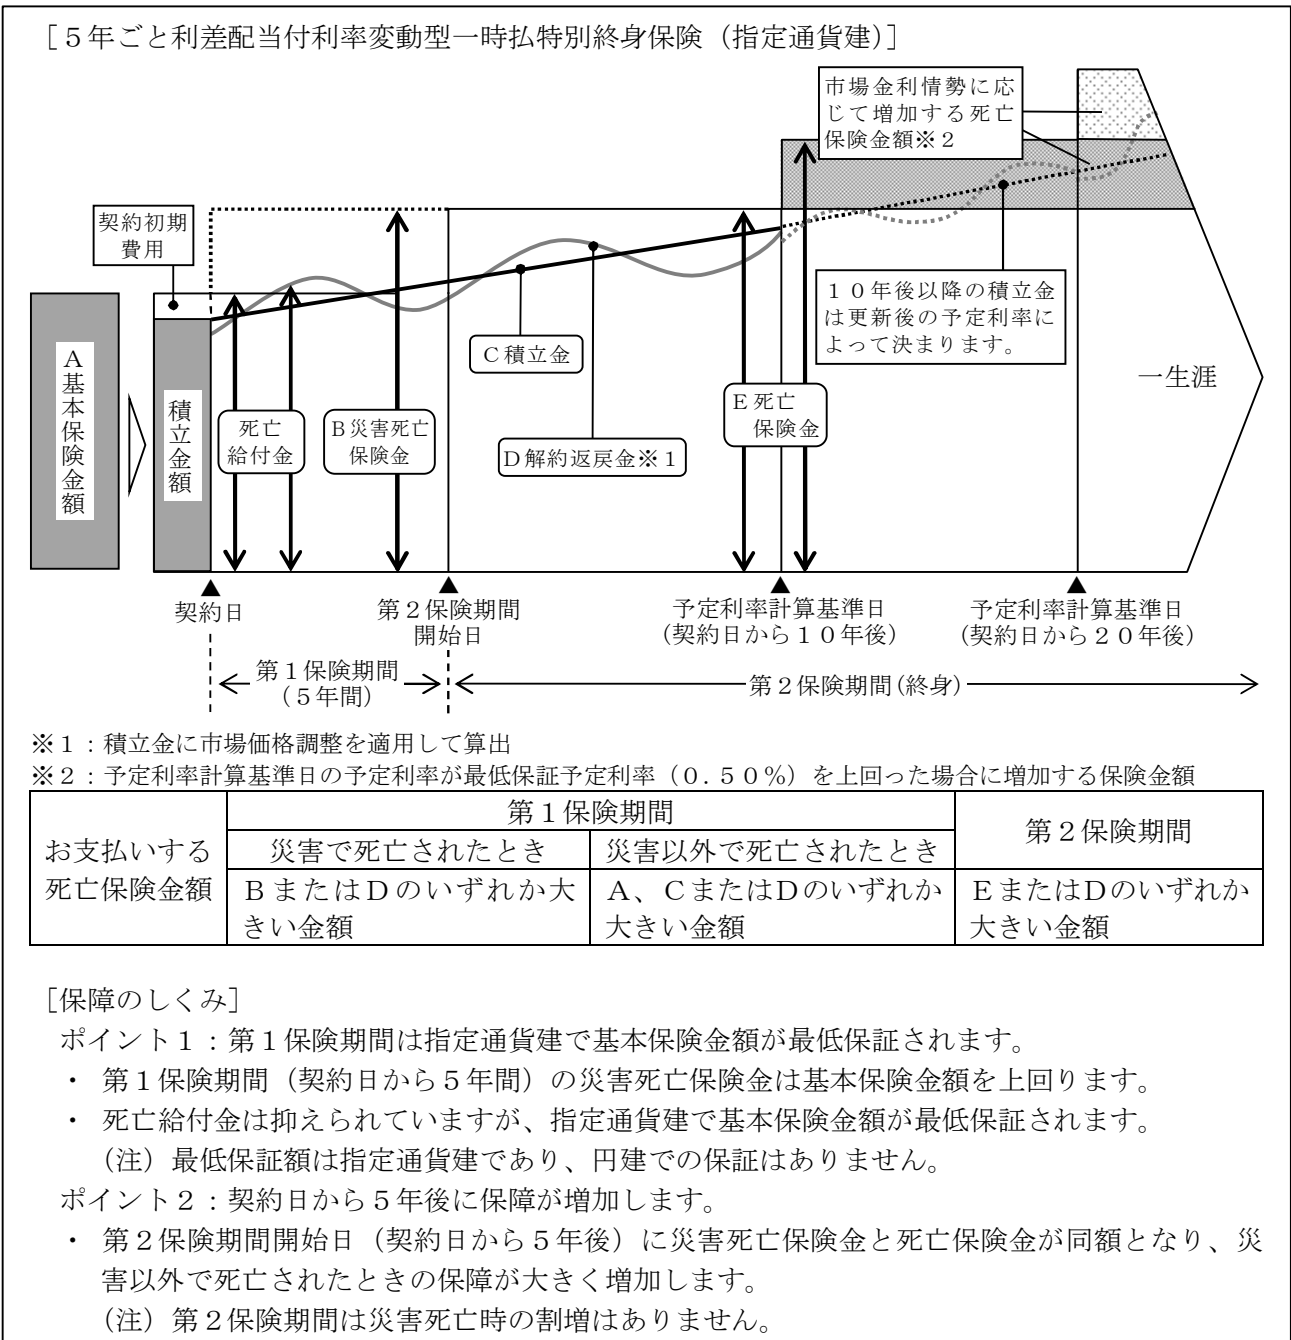 ［５年ごと利差配当付利率変動型一時払特別終身保険（指定通貨建）］
市場金利情勢に応
じて増加する死亡
保険金額※２
契約初期
費用
１０年後以降の積立金
は更新後の予定利率に
よって決まります。
Ａ基本保険金額
積立金額
死亡
給付金
Ｂ災害死亡
保険金
Ｃ積立金
Ｄ解約返戻金※１
Ｅ死亡
保険金
一生涯
契約日
第２保険期間
開始日
予定利率計算基準日
（契約日から１０年後）
予定利率計算基準日
（契約日から２０年後）
第１保険期間
（５年間）
第２保険期間（終身）
※１：積立金に市場価格調整を適用して算出
※２：予定利率計算基準日の予定利率が最低保証予定利率（０.５０％）を上回った場合に増加する保険金額
お支払いする
死亡保険金額
第１保険期間
第２保険期間
災害で死亡されたとき
災害以外で死亡されたとき
ＢまたはＤのいずれか大
きい金額
Ａ、ＣまたはＤのいずれか
大きい金額
ＥまたはＤのいずれか
大きい金額
［保障のしくみ］
ポイント１：第１保険期間は指定通貨建で基本保険金額が最低保証されます。
・ 第１保険期間（契約日から５年間）の災害死亡保険金は基本保険金額を上回ります。
・ 死亡給付金は抑えられていますが、指定通貨建で基本保険金額が最低保証されます。
（注）最低保証額は指定通貨建であり、円建での保証はありません。
ポイント２：契約日から５年後に保障が増加します。
・ 第２保険期間開始日（契約日から５年後）に災害死亡保険金と死亡保険金が同額となり、災
害以外で死亡されたときの保障が大きく増加します。
（注）第２保険期間は災害死亡時の割増はありません。